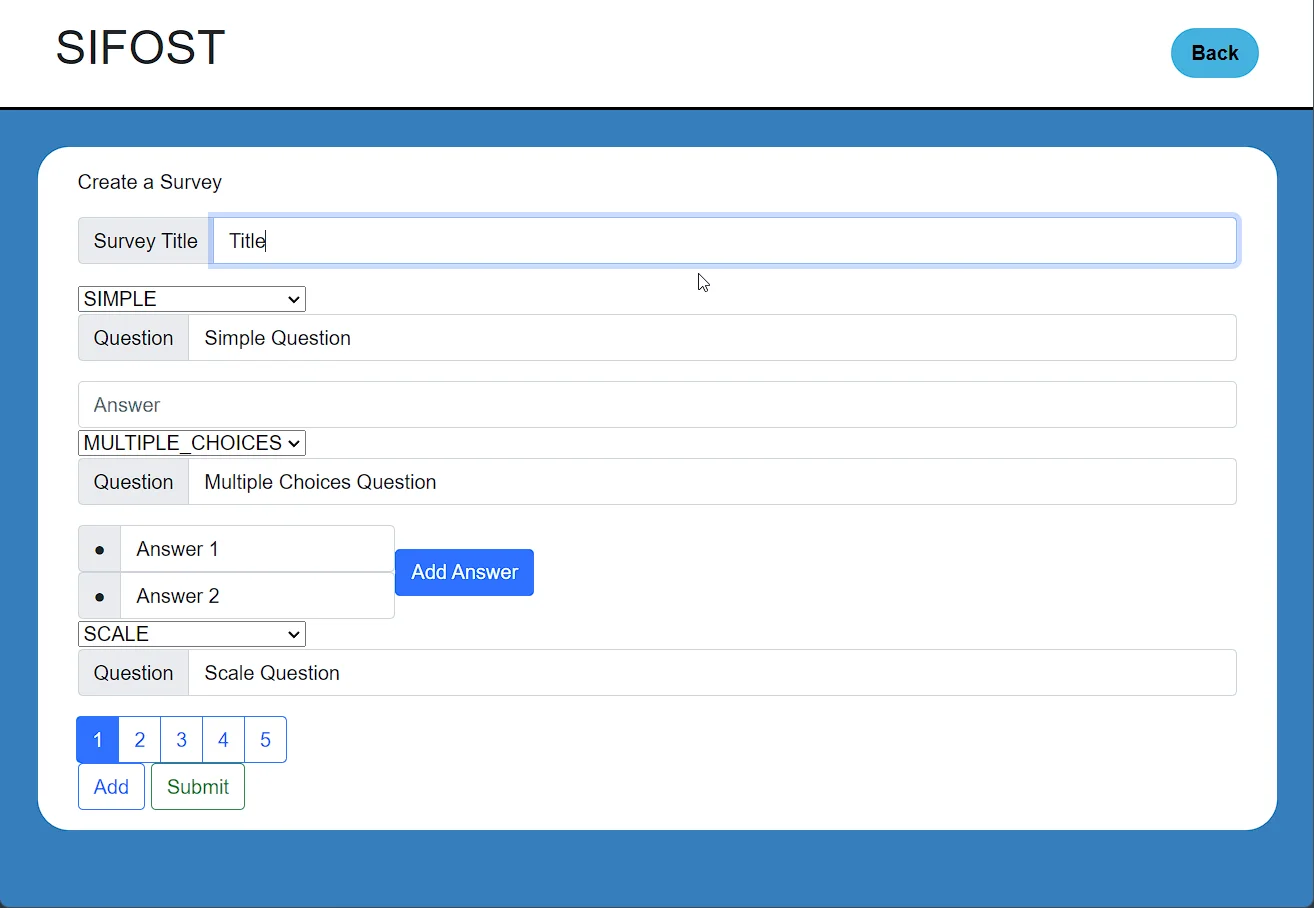 SIFOST
Back
Create a Survey
Survey Title Title
SIMPLE
Question Simple Question
Answer
MULTIPLE_CHOICES
Question Multiple Choices Question
Answer 1
Add Answer
Answer 2
SCALE
Question Scale Question
1 2 3 4 5
Add Submit